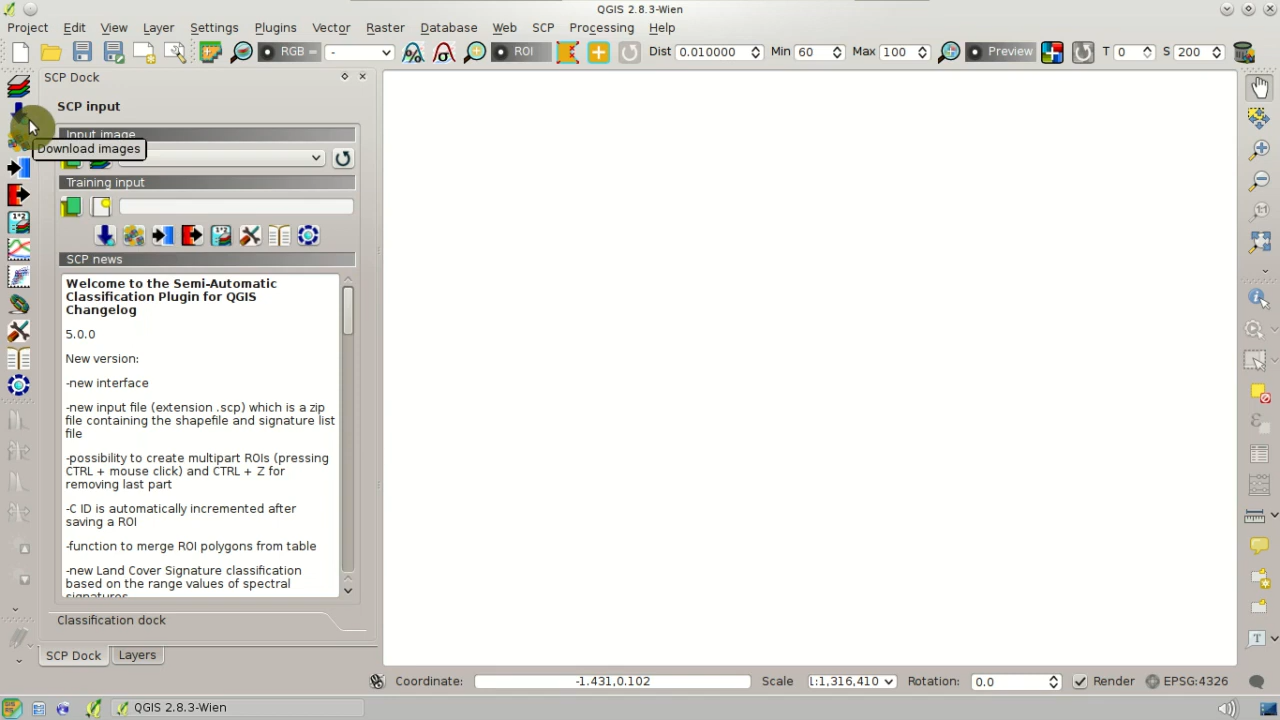 QGIS 2.8.3-Wien
Project Edit View Layer Settings Plugins Vector Raster Database Web SCP Processing Help
RGB = - ROI Dist 0.010000 Min 60 Max 100 Preview T 0 S 200
SCP Dock
SCP input
Input image
Download images
Training input
SCP news
Welcome to the Semi-Automatic
Classification Plugin for QGIS
Changelog
5.0.0
New version:
-new interface
-new input file (extension .scp) which is a zip
file containing the shapefile and signature list
file
-possibility to create multipart ROIs (pressing
CTRL + mouse click) and CTRL + Z for
removing last part
-C ID is automatically incremented after
saving a ROI
-function to merge ROI polygons from table
-new Land Cover Signature classification
based on the range values of spectral
signatures
Classification dock
SCP Dock Layers
Coordinate: -1.431,0.102 Scale 1:1,316,410 Rotation: 0.0 Render EPSG:4326
QGIS 2.8.3-Wien